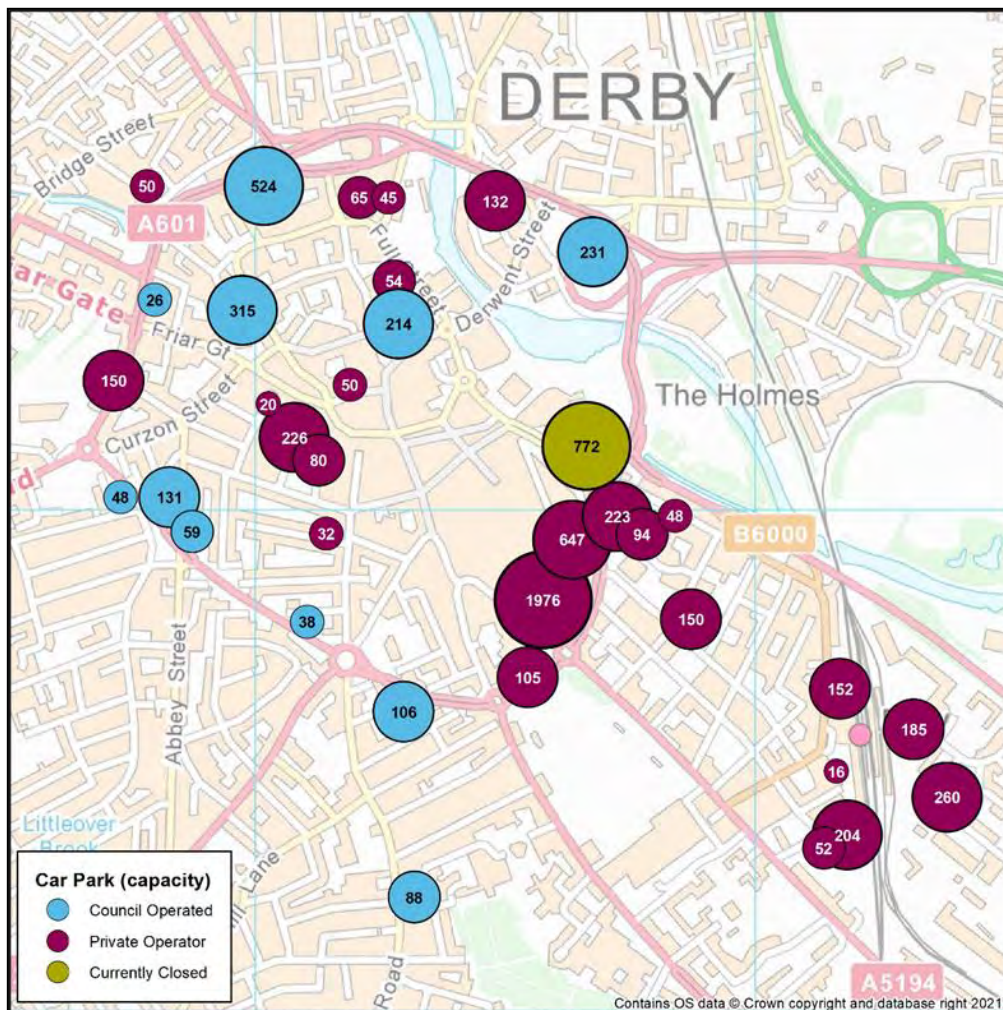 DERBY
Bridge Street
50
524
65
45
132
A601
Full Street
231
Derwent Street
54
26
315
214
Friar Gt
150
50
20
Curzon Street
The Holmes
226
772
80
48
131
59
32
223
48
94
647
B6000
1976
150
38
105
152
Abbey Street
106
185
16
260
204
52
Littleover
Brook
88
Road
Lane
A5194
Car Park (capacity)
Council Operated
Private Operator
Currently Closed
Contains OS data © Crown copyright and database right 2021